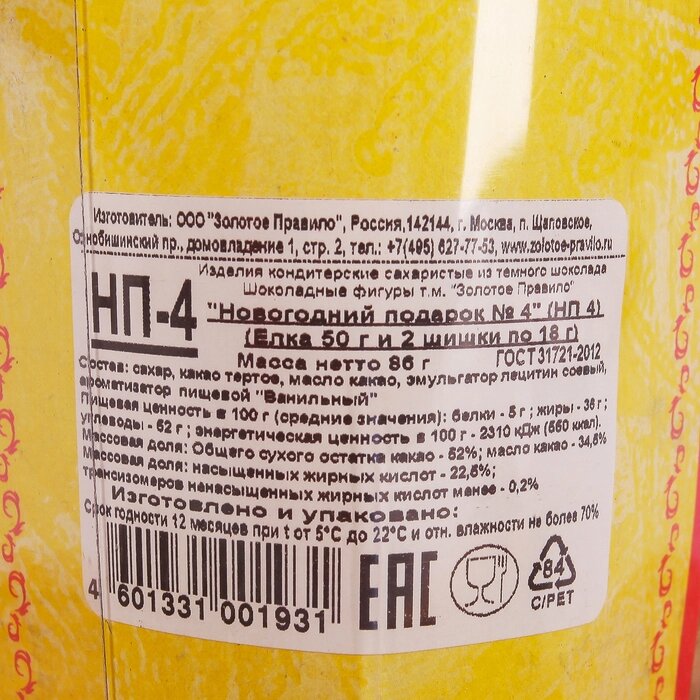 Изготовитель: ООО "Золотое Правило", Россия,142144, г. Москва, п. Щаповское,
Ознобишинский пр., домовладение 1, стр. 2, тел.: +7(495) 627-77-53, www.zolotoe-pravilo.ru
Изделия кондитерские сахаристые из темного шоколада
Шоколадные фигуры т.м. "Золотое Правило"
НП-4
"Новогодний подарок № 4" (НП 4)
(Елка 50 г и 2 шишки по 18 г)
Масса нетто 86 г
ГОСТ 31721-2012
Состав: сахар, какао тертое, масло какао, эмульгатор лецитин соевый,
ароматизатор пищевой "Ванильный"
Пищевая ценность в 100 г (средние значения): белки - 5 г ; жиры - 36 г ;
углеводы - 52 г ; энергетическая ценность в 100 г - 2310 кДж (550 ккал).
Массовая доля: Общего сухого остатка какао - 52%; масло какао - 34,5%
Массовая доля: насыщенных жирных кислот - 22,5%;
трансизомеров ненасыщенных жирных кислот менее - 0,2%
Изготовлено и упаковано:
Срок годности 12 месяцев при t от 5°С до 22°С и отн. влажности не более 70%
4 601331 001931
ЕАС
84
C/PET